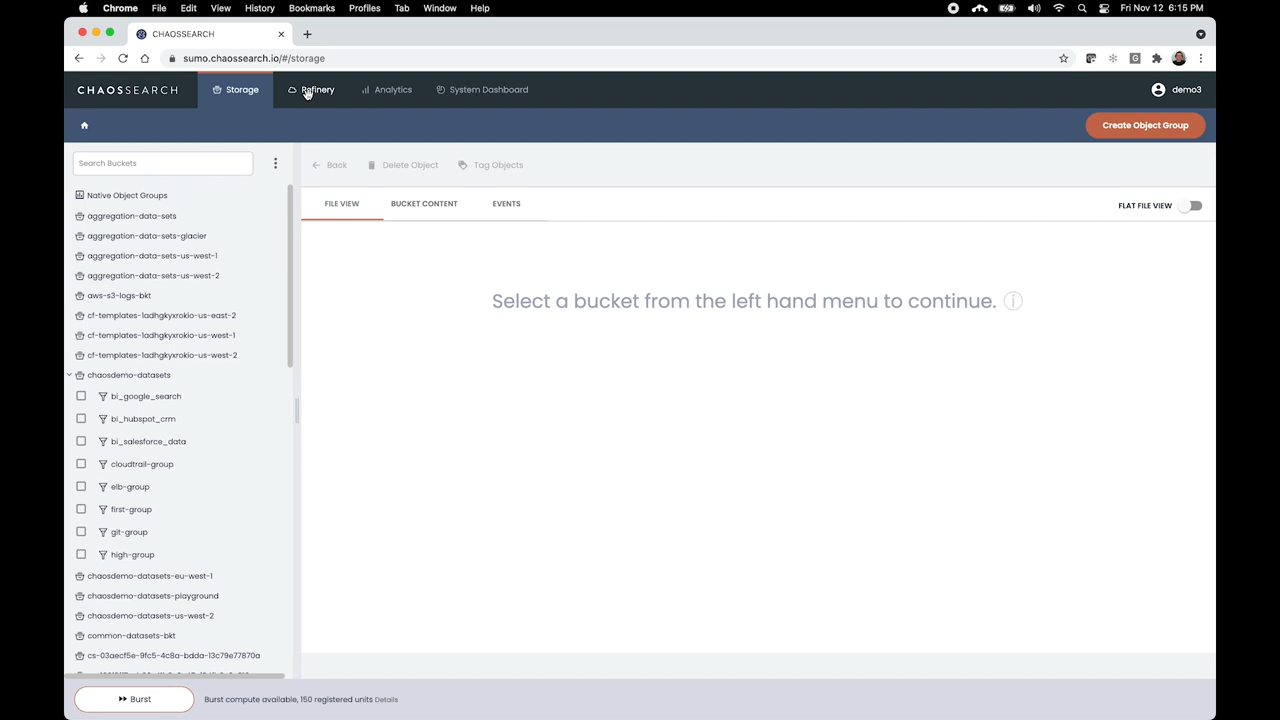 Chrome File Edit View History Bookmarks Profiles Tab Window Help Fri Nov 12 6:15 PM
CHAOSSEARCH
sumo.chaossearch.io/#/storage
CHAOSSEARCH Storage Refinery Analytics System Dashboard demo3
Create Object Group
Search Buckets
Back Delete Object Tag Objects
Native Object Groups
FILE VIEW BUCKET CONTENT EVENTS FLAT FILE VIEW
aggregation-data-sets
aggregation-data-sets-glacier
aggregation-data-sets-us-west-1
aggregation-data-sets-us-west-2
aws-s3-logs-bkt
Select a bucket from the left hand menu to continue.
cf-templates-1adhgkyxrokio-us-east-2
cf-templates-1adhgkyxrokio-us-west-1
cf-templates-1adhgkyxrokio-us-west-2
chaosdemo-datasets
bi_google_search
bi_hubspot_crm
bi_salesforce_data
cloudtrail-group
elb-group
first-group
git-group
high-group
chaosdemo-datasets-eu-west-1
chaosdemo-datasets-playground
chaosdemo-datasets-us-west-2
common-datasets-bkt
cs-03aecf5e-9fc5-4c8a-bdda-13c79e77870a
Burst Burst compute available, 150 registered units Details